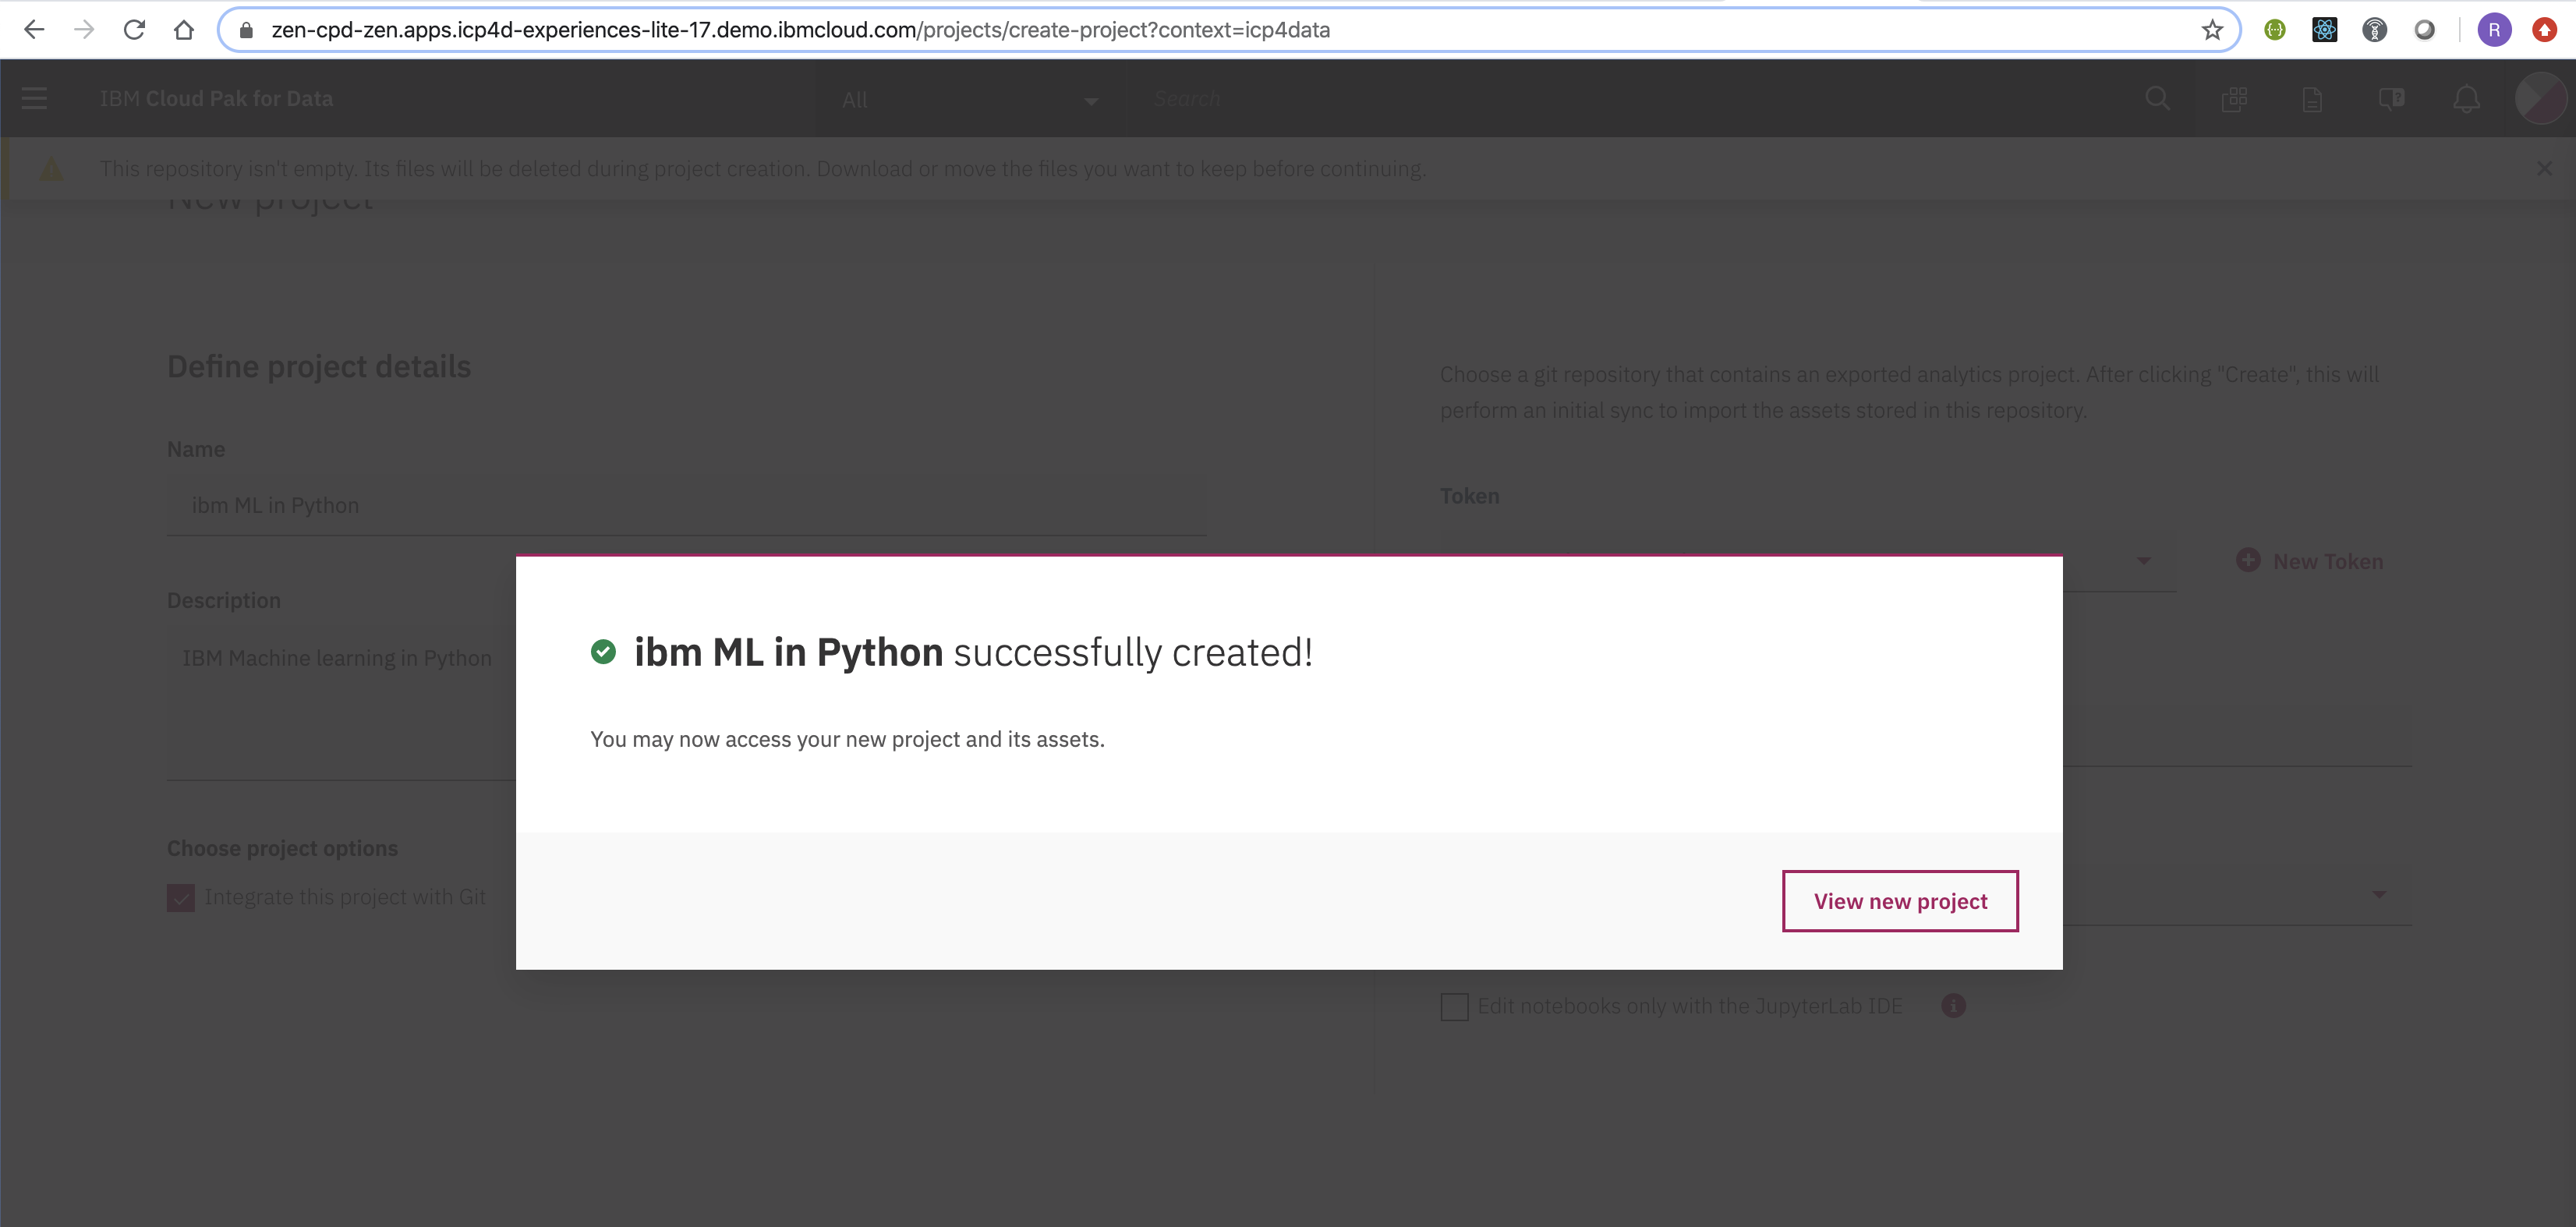 zen-cpd-zen.apps.icp4d-experiences-lite-17.demo.ibmcloud.com/projects/create-project?context=icp4data
R
IBM Cloud Pak for Data
All
Search
This repository isn't empty. Its files will be deleted during project creation. Download or move the files you want to keep before continuing.
New project
Define project details
Choose a git repository that contains an exported analytics project. After clicking "Create", this will
perform an initial sync to import the assets stored in this repository.
Name
ibm ML in Python
Token
New Token
Description
IBM Machine learning in Python
ibm ML in Python successfully created!
You may now access your new project and its assets.
Choose project options
Integrate this project with Git
View new project
Edit notebooks only with the JupyterLab IDE